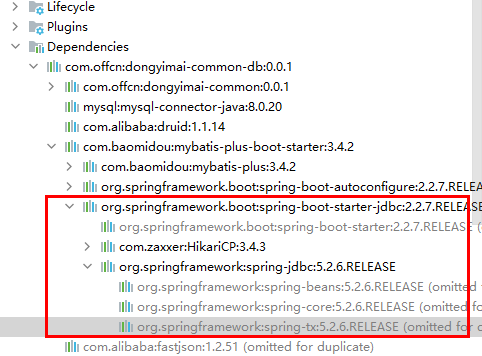 Lifecycle
Plugins
Dependencies
com.offcn:dongyimai-common-db:0.0.1
com.offcn:dongyimai-common:0.0.1
mysql:mysql-connector-java:8.0.20
com.alibaba:druid:1.1.14
com.baomidou:mybatis-plus-boot-starter:3.4.2
com.baomidou:mybatis-plus:3.4.2
org.springframework.boot:spring-boot-autoconfigure:2.2.7.RELEA
org.springframework.boot:spring-boot-starter-jdbc:2.2.7.RELEASE
org.springframework.boot:spring-boot-starter:2.2.7.RELEASE (
com.zaxxer:HikariCP:3.4.3
org.springframework:spring-jdbc:5.2.6.RELEASE
org.springframework:spring-beans:5.2.6.RELEASE (omitted f
org.springframework:spring-core:5.2.6.RELEASE (omitted for
org.springframework:spring-tx:5.2.6.RELEASE (omitted for d
com.alibaba:fastjson:1.2.51 (omitted for duplicate)